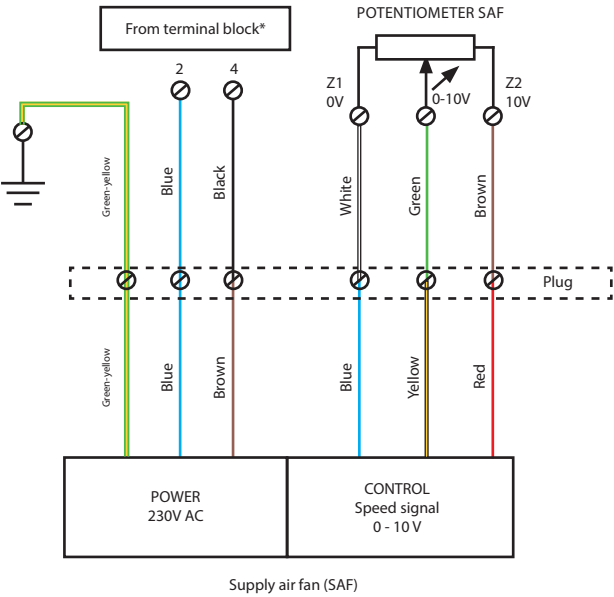 From terminal block*
POTENTIOMETER SAF
2
4
Z1
0V
0-10V
Z2
10V
Green-yellow
Blue
Black
White
Green
Brown
Plug
Green-yellow
Blue
Brown
Blue
Yellow
Red
POWER
230V AC
CONTROL
Speed signal
0 - 10 V
Supply air fan (SAF)